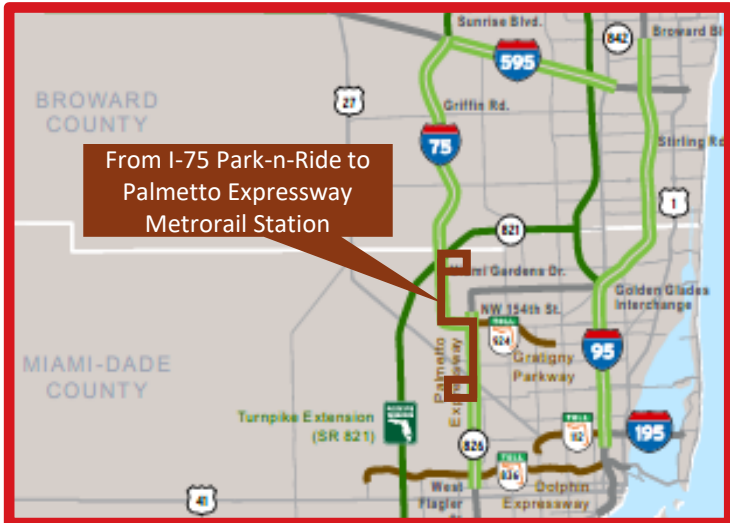 Sunrise Blvd.
842
Broward Bl
595
BROWARD
COUNTY
27
Griffin Rd.
75
Stirling Rd
From I-75 Park-n-Ride to
Palmetto Expressway
Metrorail Station
1
821
Miami Gardens Dr.
Golden Glades
Interchange
NW 154th St.
TOLL
924
95
MIAMI-DADE
COUNTY
Palmetto
Expressway
Gratigny
Parkway
Turnpike Extension
(SR 821)
TOLL
112
195
826
TOLL
836
West
Flagler
Dolphin
Expressway
41